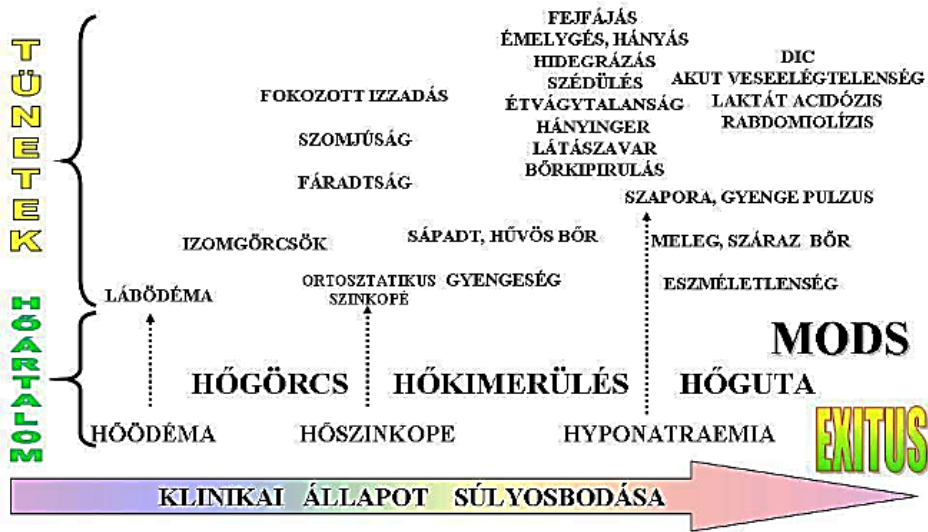 TÜNETEK
FEJFÁJÁS
ÉMELYGÉS, HÁNYÁS
HIDEGRÁZÁS
SZÉDÜLÉS
ÉTVÁGYTALANSÁG
HÁNYINGER
LÁTÁSZAVAR
BŐRKIPIRULÁS
DIC
AKUT VESEELÉGTELENSÉG
LAKTÁT ACIDÓZIS
RABDOMIOLÍZIS
FOKOZOTT IZZADÁS
SZOMJÚSÁG
FÁRADTSÁG
SZAPORA, GYENGE PULZUS
IZOMGÖRCSÖK
SÁPADT, HŰVÖS BŐR
MELEG, SZÁRAZ BŐR
LÁBÖDÉMA
ORTOSZTATIKUS
SZINKOPÉ
GYENGESÉG
ESZMÉLETLENSÉG
HŐÁRTALOM
MODS
HŐGÖRCS
HŐKIMERÜLÉS
HŐGUTA
HŐÖDÉMA
HŐSZINKOPE
HYPONATRAEMIA
EXITUS
KLINIKAI ÁLLAPOT SÚLYOSBODÁSA